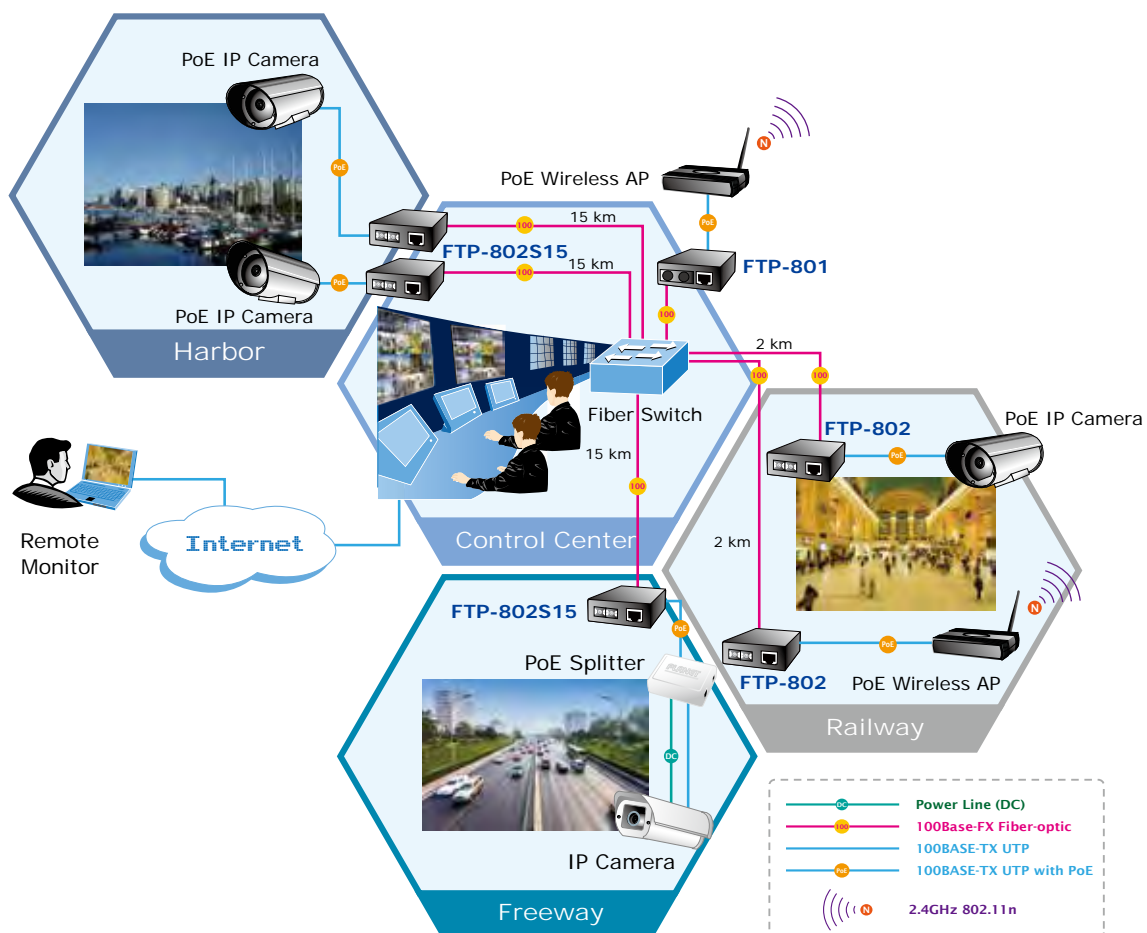 PoE IP Camera
PoE
FTP-802S15
100
15 km
100
15 km
PoE
PoE IP Camera
Harbor
PoE Wireless AP
N
PoE
FTP-801
100
Fiber Switch
2 km
100
100
15 km
100
Control Center
Remote
Monitor
Internet
FTP-802
PoE IP Camera
PoE
2 km
N
PoE
FTP-802
PoE Wireless AP
Railway
FTP-802S15
PoE
PoE Splitter
PLANET
DC
IP Camera
Freeway
DC
Power Line (DC)
100
100Base-FX Fiber-optic
100BASE-TX UTP
PoE
100BASE-TX UTP with PoE
N
2.4GHz 802.11n